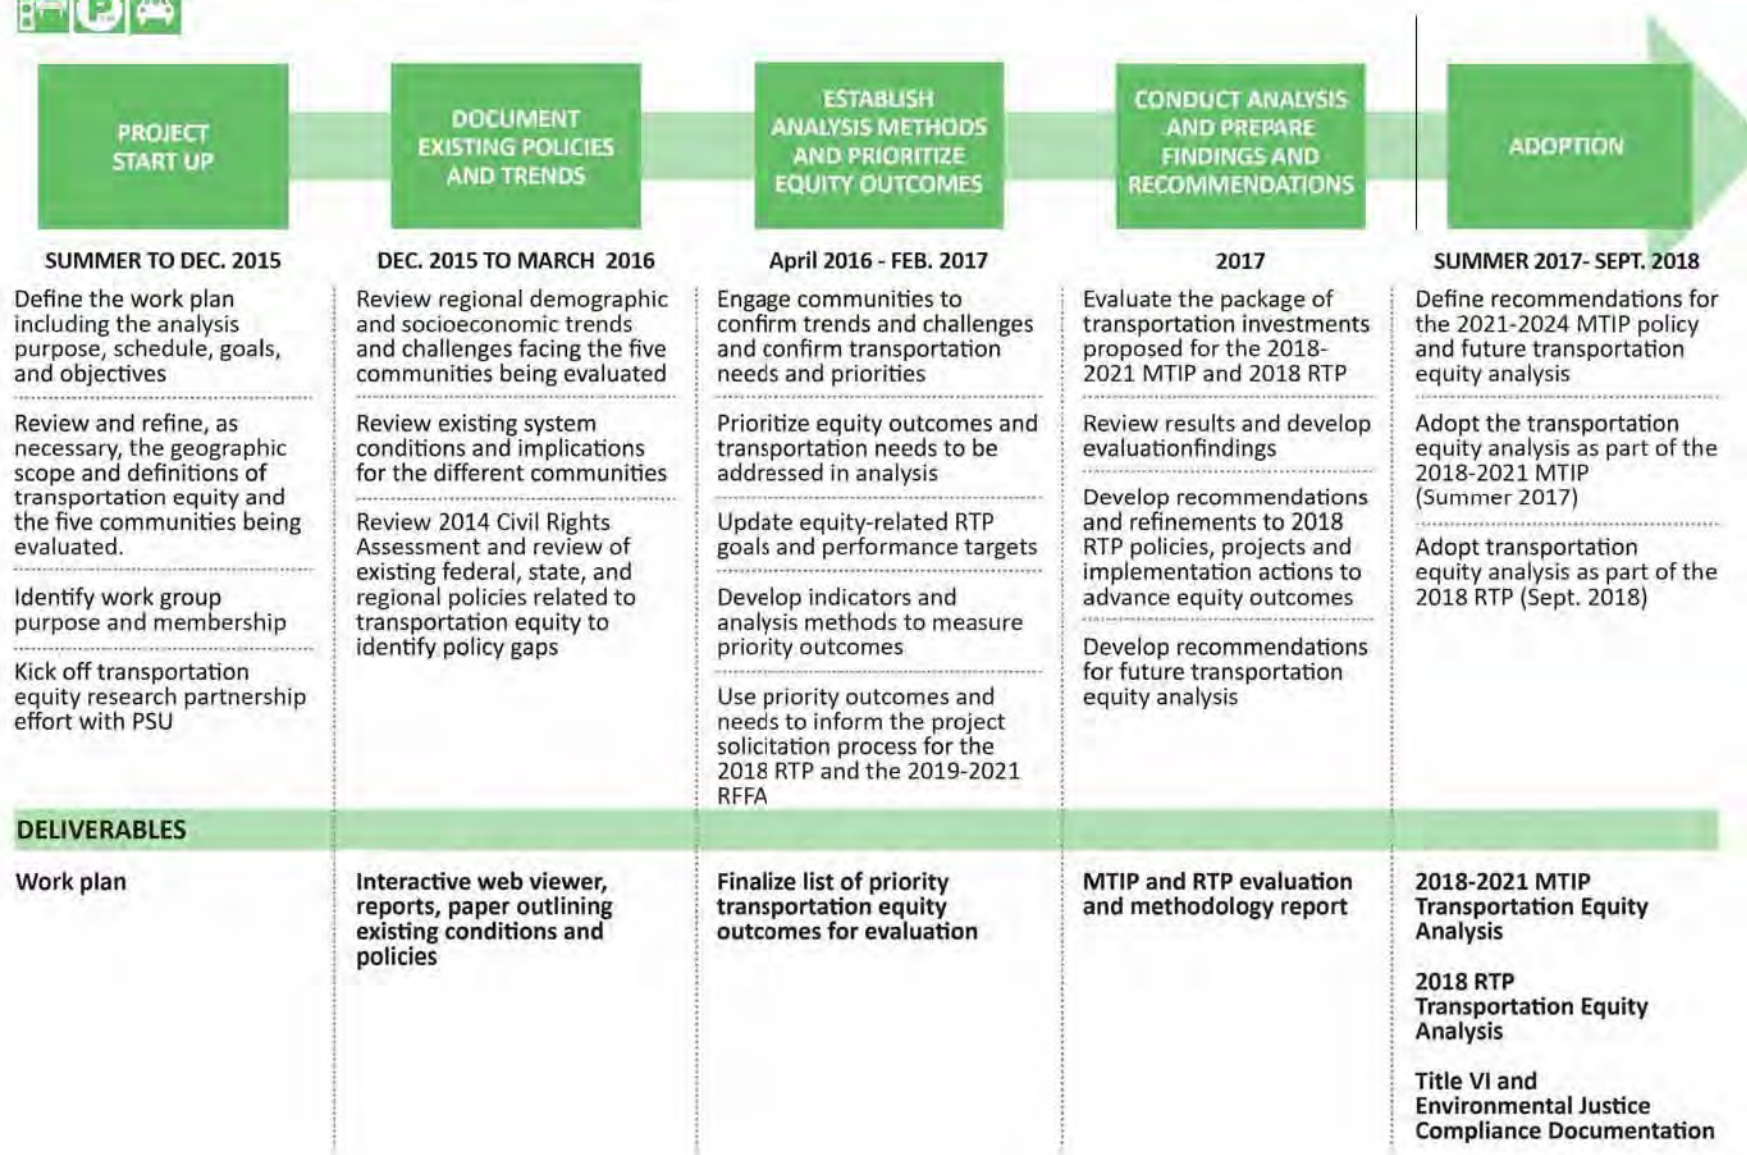 PROJECT
START UP
DOCUMENT
EXISTING POLICIES
AND TRENDS
ESTABLISH
ANALYSIS METHODS
AND PRIORITIZE
EQUITY OUTCOMES
CONDUCT ANALYSIS
AND PREPARE
FINDINGS AND
RECOMMENDATIONS
ADOPTION
SUMMER TO DEC. 2015
Define the work plan
including the analysis
purpose, schedule, goals,
and objectives
Review and refine, as
necessary, the geographic
scope and definitions of
transportation equity and
the five communities being
evaluated.
Identify work group
purpose and membership
Kick off transportation
equity research partnership
effort with PSU
DEC. 2015 TO MARCH 2016
Review regional demographic
and socioeconomic trends
and challenges facing the five
communities being evaluated
Review existing system
conditions and implications
for the different communities
Review 2014 Civil Rights
Assessment and review of
existing federal, state, and
regional policies related to
transportation equity to
identify policy gaps
April 2016 - FEB. 2017
Engage communities to
confirm trends and challenges
and confirm transportation
needs and priorities
Prioritize equity outcomes and
transportation needs to be
addressed in analysis
Update equity-related RTP
goals and performance targets
Develop indicators and
analysis methods to measure
priority outcomes
Use priority outcomes and
needs to inform the project
solicitation process for the
2018 RTP and the 2019-2021
RFFA
2017
Evaluate the package of
transportation investments
proposed for the 2018-
2021 MTIP and 2018 RTP
Review results and develop
evaluationfindings
Develop recommendations
and refinements to 2018
RTP policies, projects and
implementation actions to
advance equity outcomes
Develop recommendations
for future transportation
equity analysis
SUMMER 2017- SEPT. 2018
Define recommendations for
the 2021-2024 MTIP policy
and future transportation
equity analysis
Adopt the transportation
equity analysis as part of the
2018-2021 MTIP
(Summer 2017)
Adopt transportation
equity analysis as part of the
2018 RTP (Sept. 2018)
DELIVERABLES
Work plan
Interactive web viewer,
reports, paper outlining
existing conditions and
policies
Finalize list of priority
transportation equity
outcomes for evaluation
MTIP and RTP evaluation
and methodology report
2018-2021 MTIP
Transportation Equity
Analysis
2018 RTP
Transportation Equity
Analysis
Title VI and
Environmental Justice
Compliance Documentation